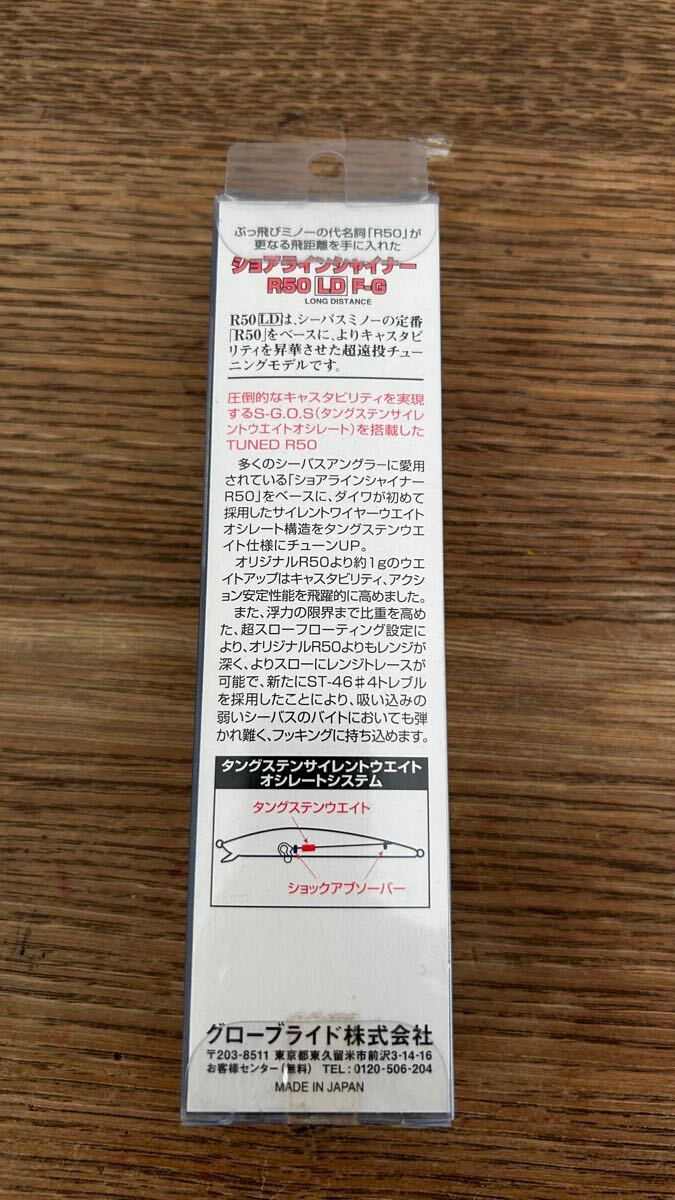 ぶっ飛びミノーの代名詞「R50」が
更なる飛距離を手に入れた
ショアラインシャイナー
R50 LD F-G
LONG DISTANCE
R50LDは、シーバスミノーの定番
「R50」をベースに、よりキャスタビ
リティを昇華させた超遠投チュー
ニングモデルです。
圧倒的なキャスタビリティを実現
するS-G.O.S(タングステンサイレ
ントウエイトオシレート)を搭載した
TUNED R50
多くのシーバスアングラーに愛用
されている「ショアラインシャイナー
R50」をベースに、ダイワが初めて
採用したサイレントワイヤーウエイト
オシレート構造をタングステンウエ
イト仕様にチューンUP。
オリジナルR50より約1gのウエ
イトアップはキャスタビリティ、アクシ
ョン安定性能を飛躍的に高めました。
また、浮力の限界まで比重を高め
た、超スローフローティング設定に
より、オリジナルR50よりもレンジが
深く、よりスローにレンジトレースが
可能で、新たにST-46♯4トレブル
を採用したことにより、吸い込みの
弱いシーバスのバイトにおいても弾
かれ難く、フッキングに持ち込めます。
タングステンサイレントウエイト
オシレートシステム
タングステンウエイト
ショックアブソーバー
グローブライド株式会社
〒203-8511 東京都東久留米市前沢3-14-16
お客様センター(無料) TEL:0120-506-204
MADE IN JAPAN